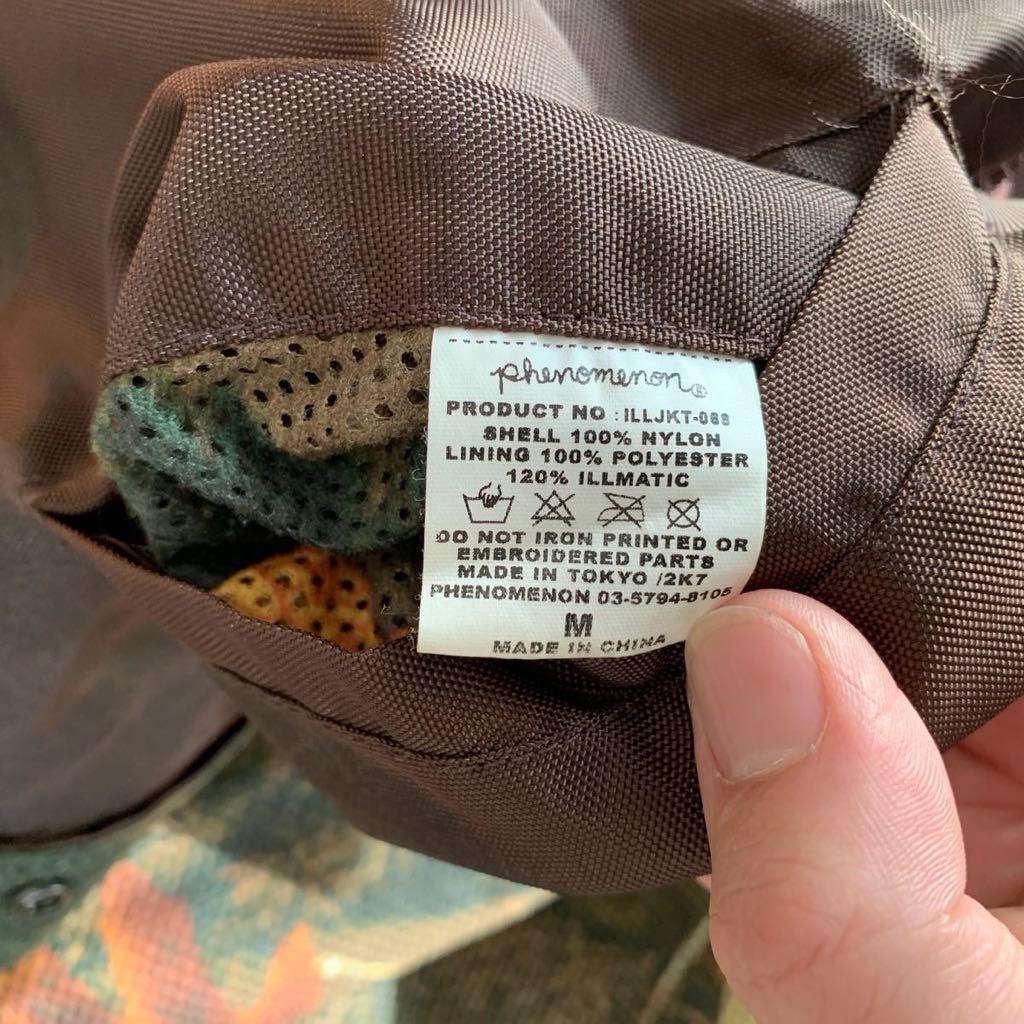 phenomenon®
PRODUCT NO : ILLJKT-068
SHELL 100% NYLON
LINING 100% POLYESTER
120% ILLMATIC
DO NOT IRON PRINTED OR
EMBROIDERED PARTS
MADE IN TOKYO /2K7
PHENOMENON 03-5794-8105
M
MADE IN CHINA